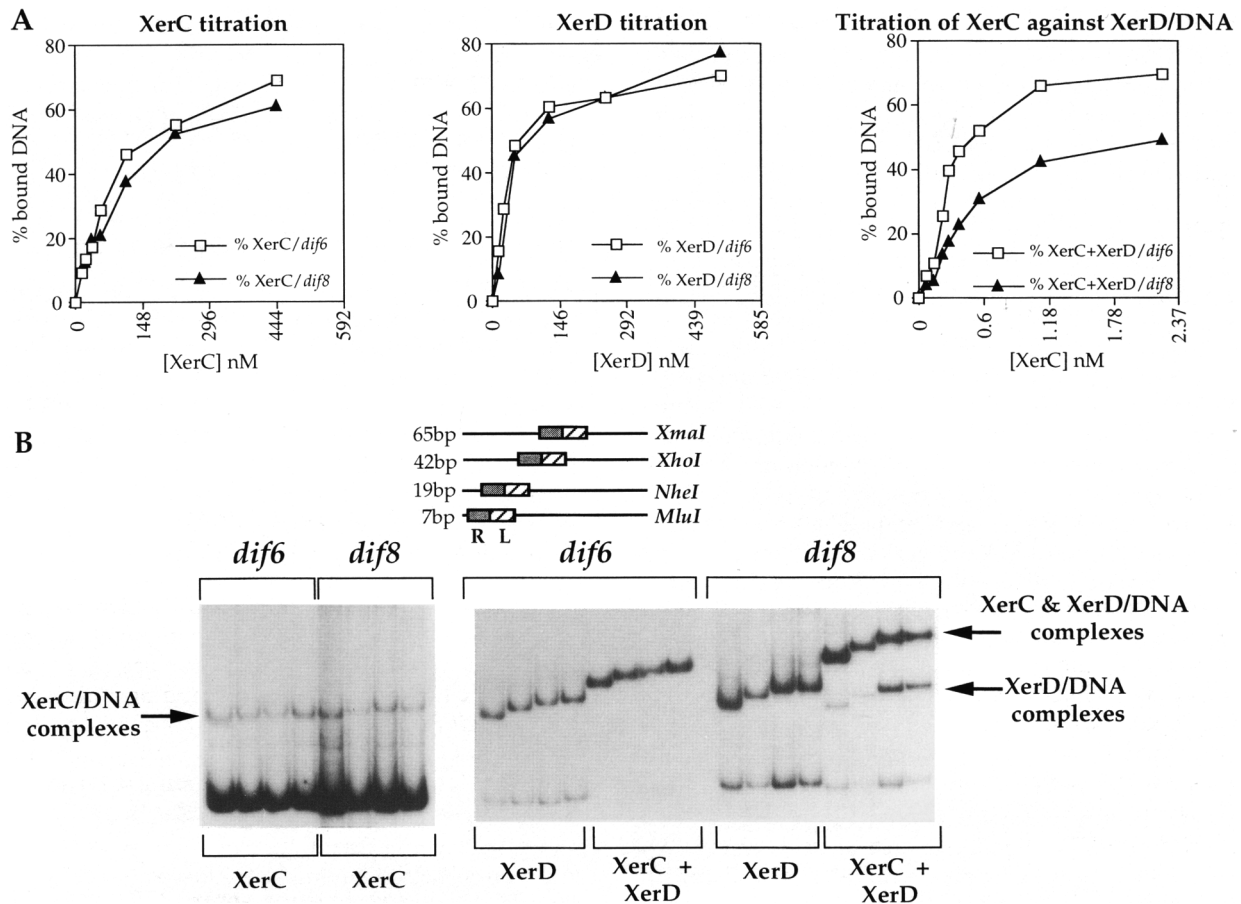 A
XerC titration
XerD titration
Titration of XerC against XerD/DNA
% bound DNA
80
60
40
20
0
% XerC/dif6
% XerC/dif8
0
148
296
444
592
[XerC] nM
% bound DNA
80
60
40
20
0
% XerD/dif6
% XerD/dif8
0
146
292
439
585
[XerD] nM
% bound DNA
80
60
40
20
0
% XerC+XerD/dif6
% XerC+XerD/dif8
0
0.6
1.18
1.78
2.37
[XerC] nM
B
65bp XmaI
42bp XhoI
19bp NheI
7bp MluI
R L
dif6 dif8 dif6 dif8
XerC/DNA
complexes
XerC & XerD/DNA
complexes
XerD/DNA
complexes
XerC
XerC
XerD
XerC +
XerD
XerD
XerC +
XerD